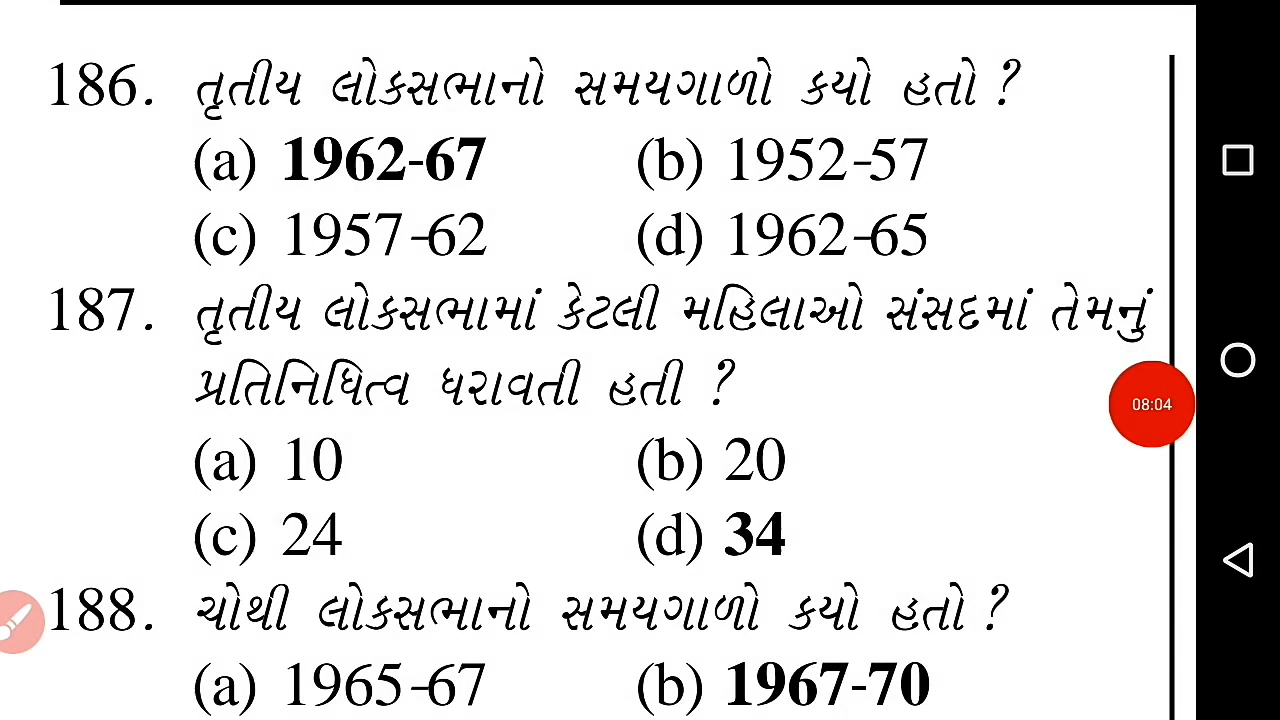 186. તૃતીય લોકસભાનો સમયગાળો કયો હતો ?
(a) 1962-67 (b) 1952-57
(c) 1957-62 (d) 1962-65
187. તૃતીય લોકસભામાં કેટલી મહિલાઓ સંસદમાં તેમનું
પ્રતિનિધિત્વ ધરાવતી હતી ?
08:04
(a) 10 (b) 20
(c) 24 (d) 34
188. ચોથી લોકસભાનો સમયગાળો કયો હતો ?
(a) 1965-67 (b) 1967-70